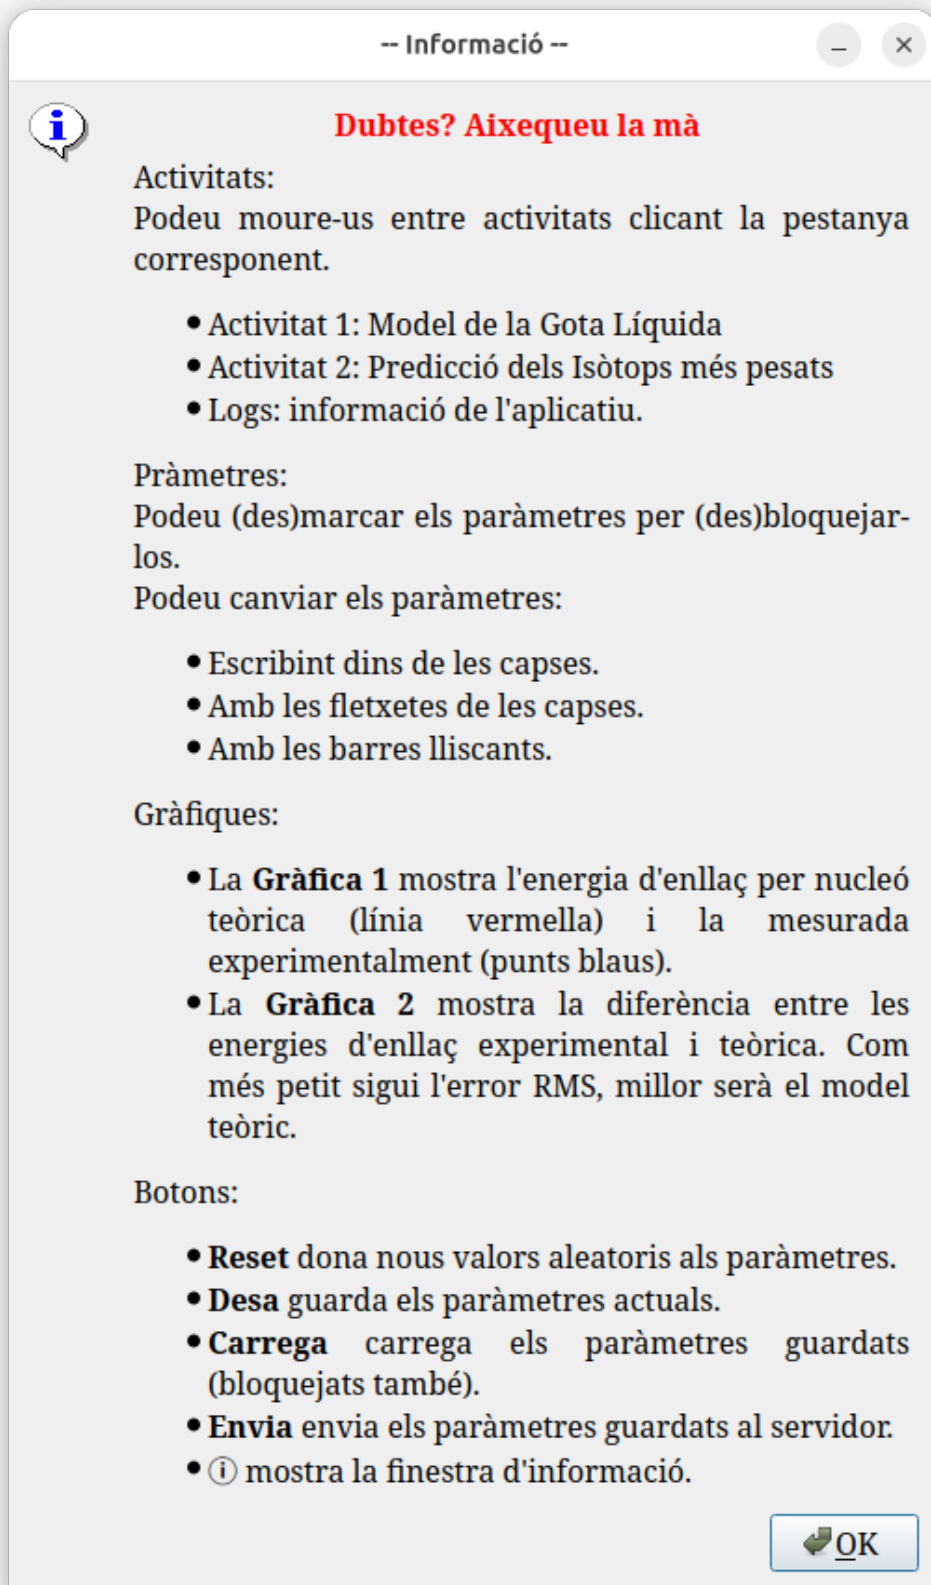 -- Informació --
Dubtes? Aixequeu la mà
Activitats:
Podeu moure-us entre activitats clicant la pestanya
corresponent.
• Activitat 1: Model de la Gota Líquida
• Activitat 2: Predicció dels Isòtops més pesats
• Logs: informació de l'aplicatiu.
Pràmetres:
Podeu (des)marcar els paràmetres per (des)bloquejar-
los.
Podeu canviar els paràmetres:
• Escribint dins de les capses.
• Amb les fletxetes de les capses.
• Amb les barres lliscants.
Gràfiques:
• La Gràfica 1 mostra l'energia d'enllaç per nucleó
teòrica (línia vermella) i la mesurada
experimentalment (punts blaus).
• La Gràfica 2 mostra la diferència entre les
energies d'enllaç experimental i teòrica. Com
més petit sigui l'error RMS, millor serà el model
teòric.
Botons:
• Reset dona nous valors aleatoris als paràmetres.
• Desa guarda els paràmetres actuals.
• Carrega carrega els paràmetres guardats
(bloquejats també).
• Envia envia els paràmetres guardats al servidor.
• ⓘ mostra la finestra d'informació.
OK